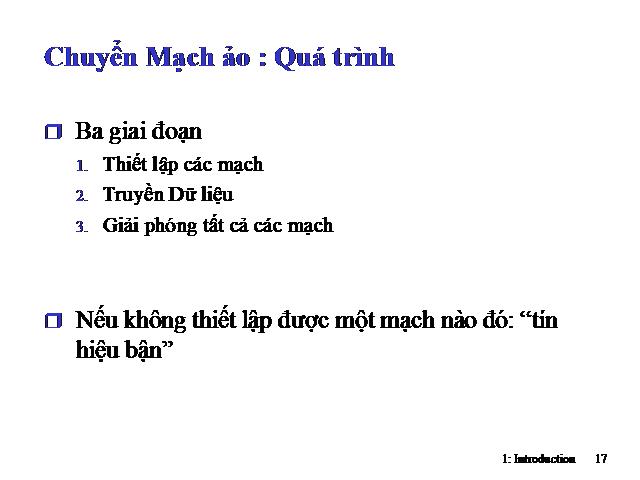 Chuyển Mạch ảo : Quá trình
❒ Ba giai đoạn
1. Thiết lập các mạch
2. Truyền Dữ liệu
3. Giải phóng tất cả các mạch
❒ Nếu không thiết lập được một mạch nào đó: “tín
hiệu bận”
1: Introduction 17